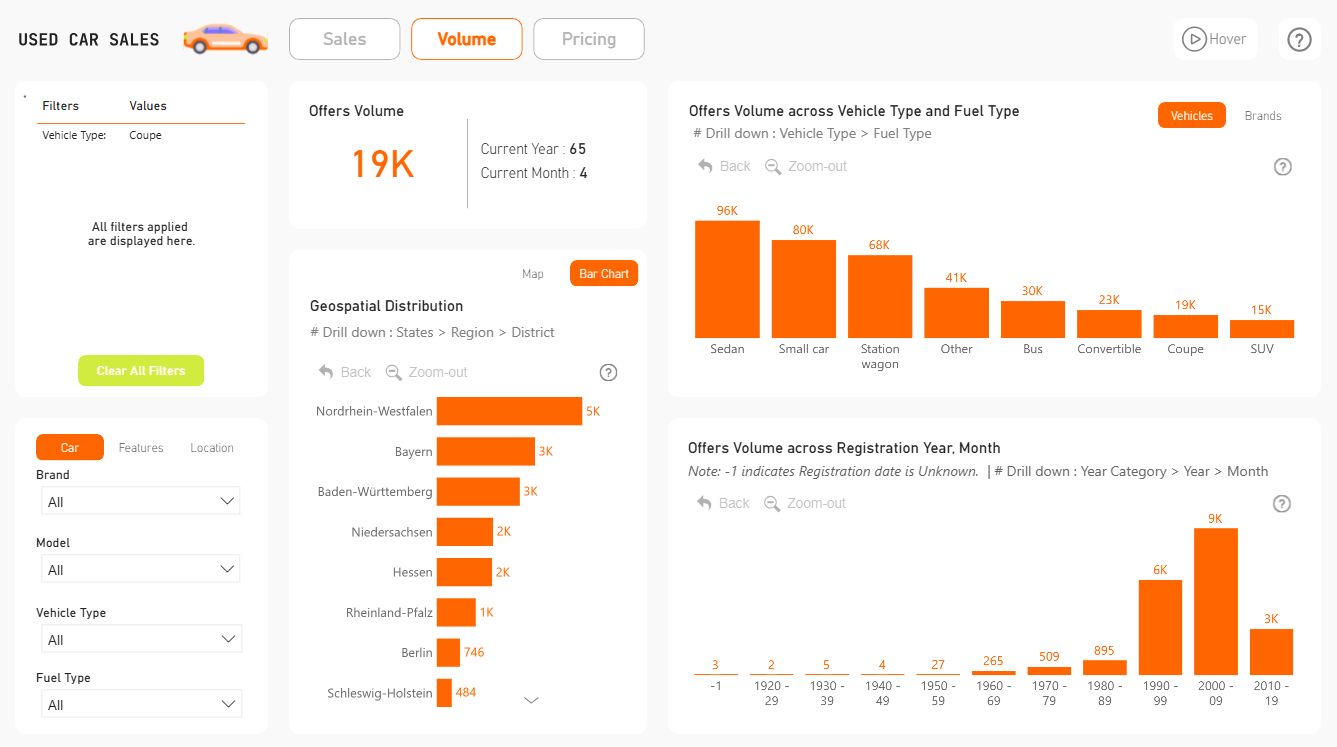 USED CAR SALES
Sales
Volume
Pricing
Hover
?
Filters Values
Vehicle Type: Coupe
All filters applied
are displayed here.
Clear All Filters
Car Features Location
Brand
All
Model
All
Vehicle Type
All
Fuel Type
All
Offers Volume
19K
Current Year : 65
Current Month : 4
Map Bar Chart
Geospatial Distribution
# Drill down : States > Region > District
Back Zoom-out ?
Nordrhein-Westfalen 5K
Bayern 3K
Baden-Württemberg 3K
Niedersachsen 2K
Hessen 2K
Rheinland-Pfalz 1K
Berlin 746
Schleswig-Holstein 484
Offers Volume across Vehicle Type and Fuel Type
Vehicles Brands
# Drill down : Vehicle Type > Fuel Type
Back Zoom-out ?
96K 80K 68K 41K 30K 23K 19K 15K
Sedan Small car Station Other Bus Convertible Coupe SUV
wagon
Offers Volume across Registration Year, Month
Note: -1 indicates Registration date is Unknown. | # Drill down : Year Category > Year > Month
Back Zoom-out ?
3 2 5 4 27 265 509 895 6K 9K 3K
-1 1920 - 1930 - 1940 - 1950 - 1960 - 1970 - 1980 - 1990 - 2000 - 2010 -
29 39 49 59 69 79 89 99 09 19